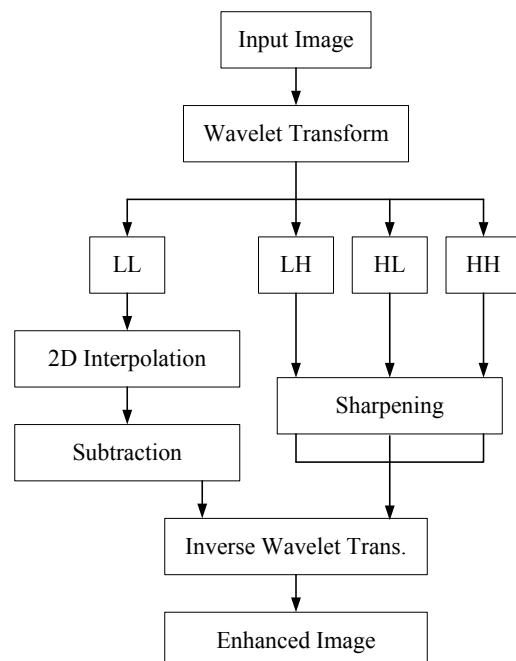 Input Image
Wavelet Transform
LL
LH
HL
HH
2D Interpolation
Sharpening
Subtraction
Inverse Wavelet Trans.
Enhanced Image